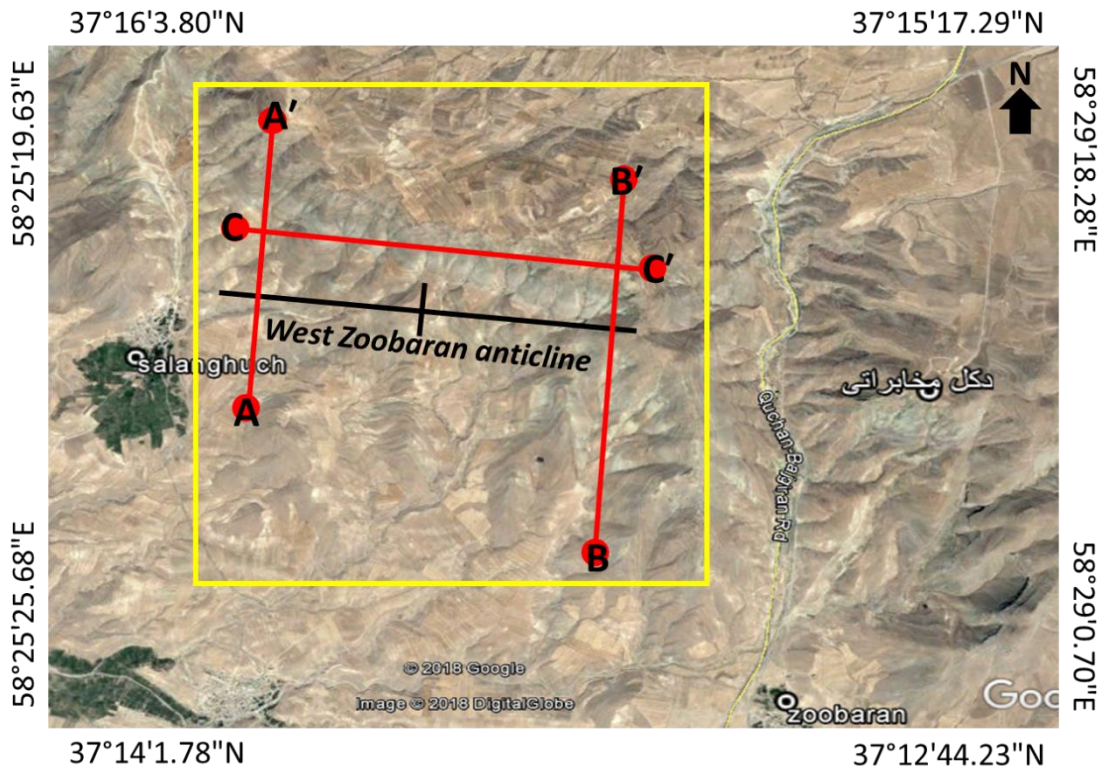 37°16'3.80"N
37°15'17.29"N
58°25'19.63"E
58°29'18.28"E
N
A′
B′
C
C′
West Zoobaran anticline
salanghuch
دکل مخابراتی
A
Quchan-Bajgiran Rd
B
58°25'25.68"E
58°29'0.70"E
© 2018 Google
Image © 2018 DigitalGlobe
Goo
zoobaran
37°14'1.78"N
37°12'44.23"N